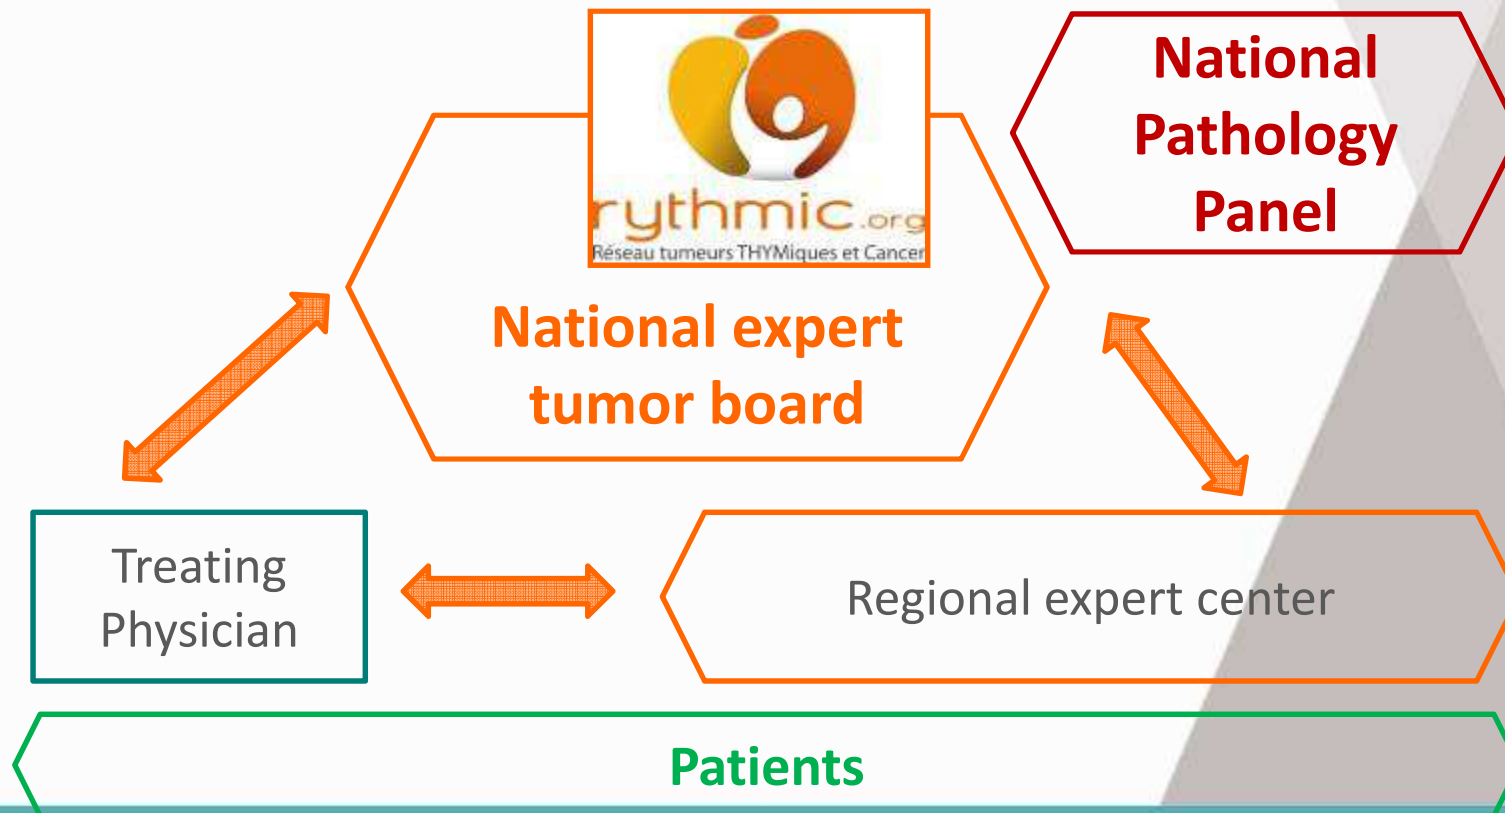 rythmic.org
Réseau tumeurs THYMiques et Cancer
National expert
tumor board
National
Pathology
Panel
Treating
Physician
Regional expert center
Patients